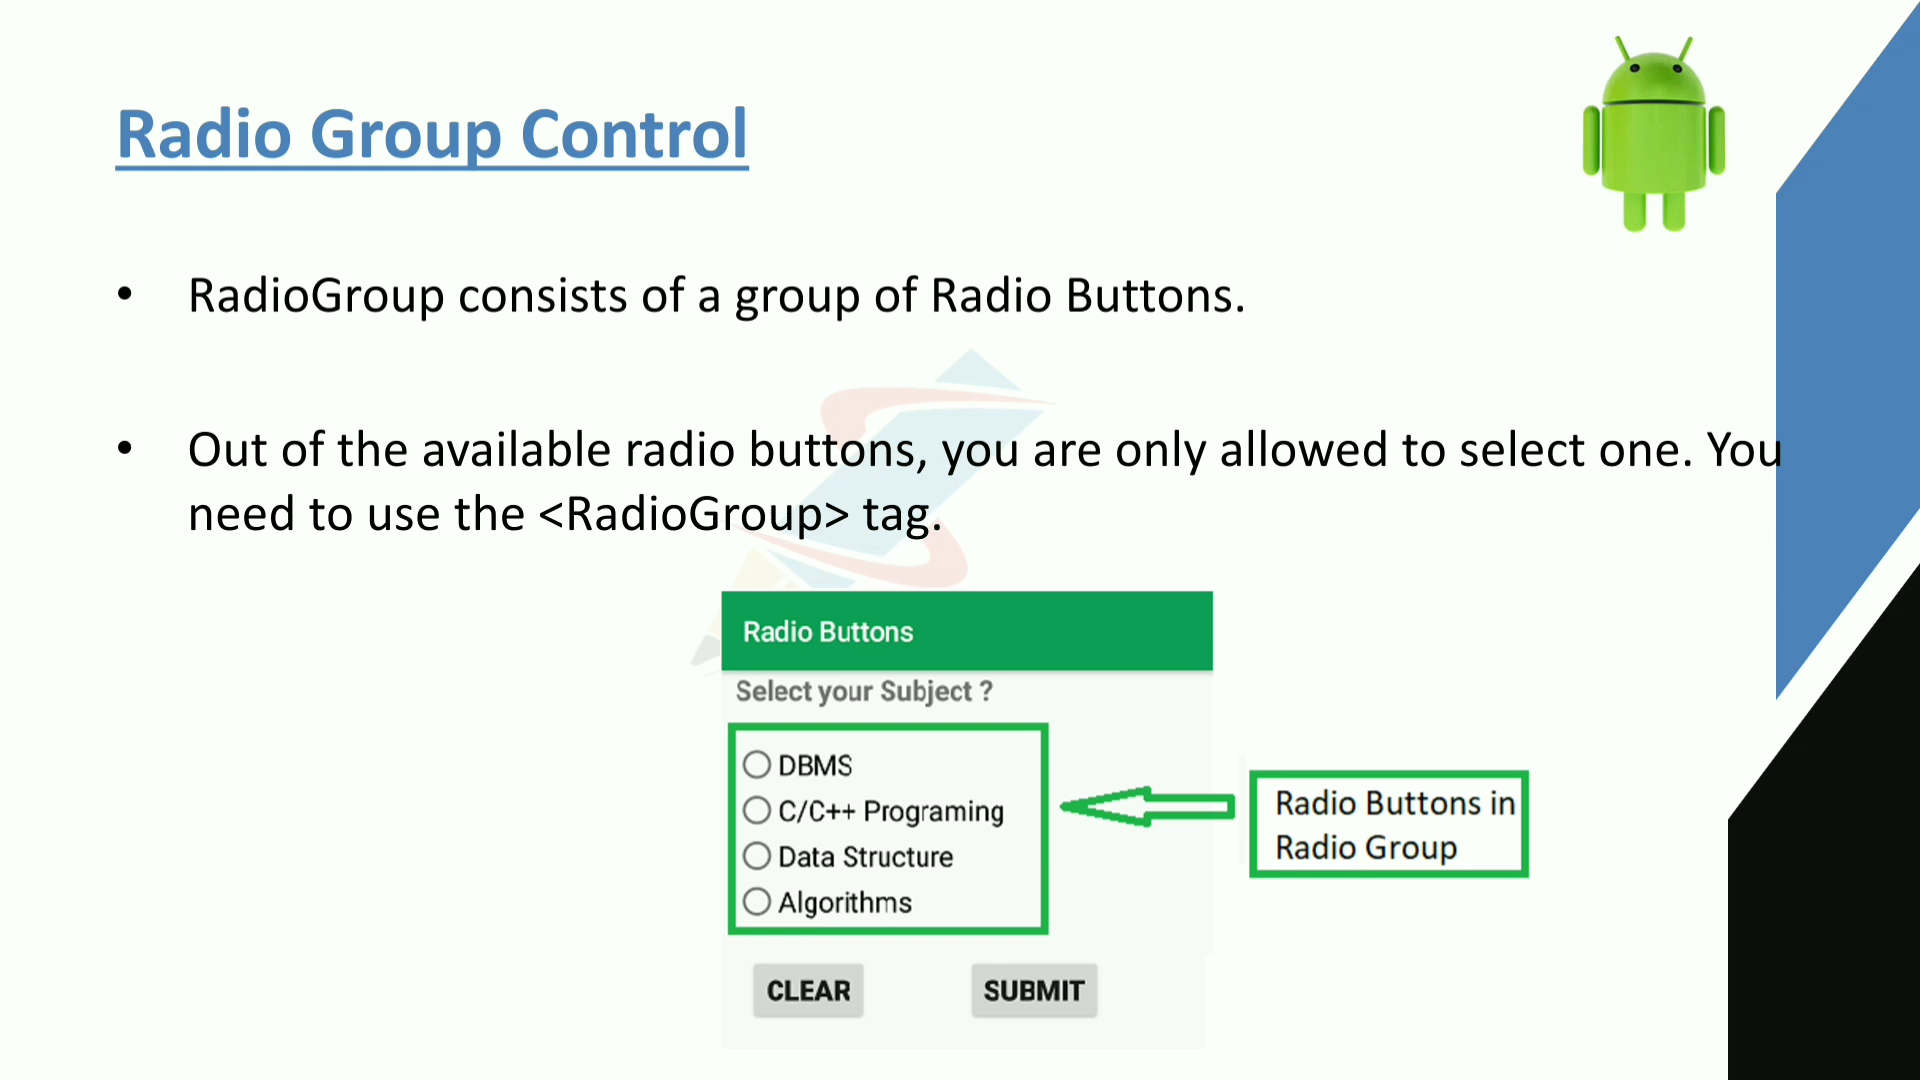 Radio Group Control
• RadioGroup consists of a group of Radio Buttons.
• Out of the available radio buttons, you are only allowed to select one. You
need to use the <RadioGroup> tag.
Radio Buttons
Select your Subject ?
DBMS
C/C++ Programing
Data Structure
Algorithms
Radio Buttons in
Radio Group
CLEAR
SUBMIT